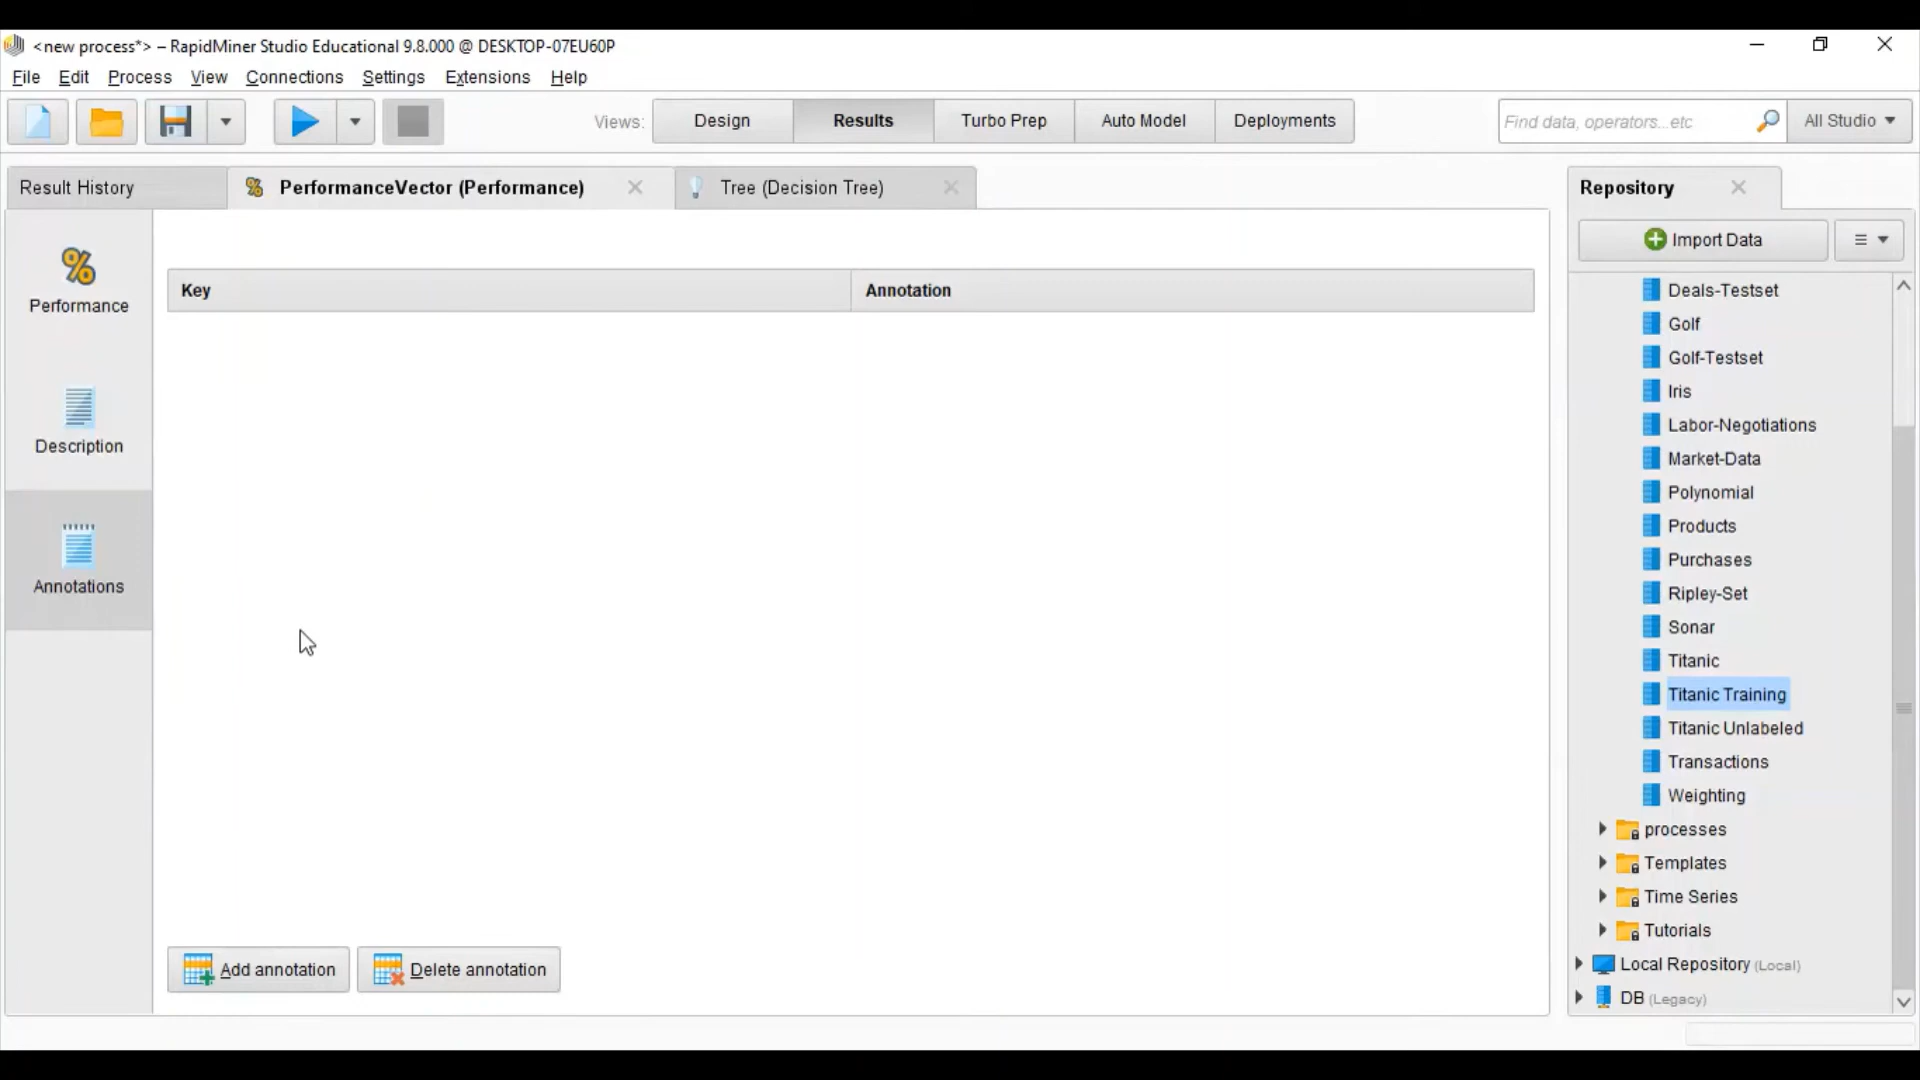 <new process*> – RapidMiner Studio Educational 9.8.000 @ DESKTOP-07EU60P
File Edit Process View Connections Settings Extensions Help
Views: Design Results Turbo Prep Auto Model Deployments Find data, operators...etc All Studio
Result History % PerformanceVector (Performance) Tree (Decision Tree) Repository
% Performance
Description
Annotations
Key Annotation
Add annotation Delete annotation
Import Data
Deals-Testset
Golf
Golf-Testset
Iris
Labor-Negotiations
Market-Data
Polynomial
Products
Purchases
Ripley-Set
Sonar
Titanic
Titanic Training
Titanic Unlabeled
Transactions
Weighting
processes
Templates
Time Series
Tutorials
Local Repository (Local)
DB (Legacy)